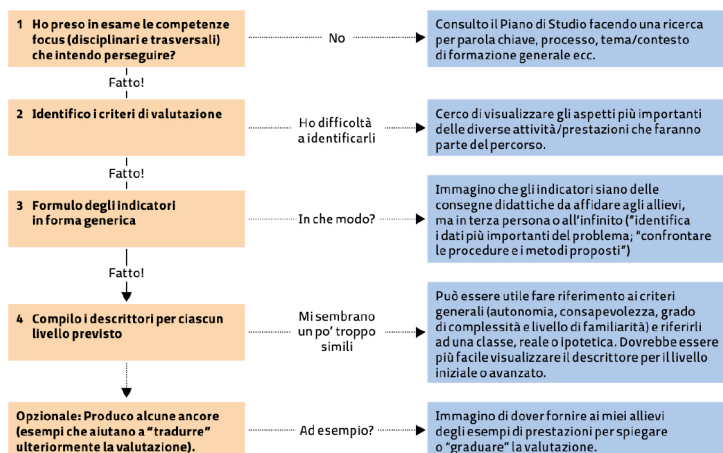 1 Ho preso in esame le competenze
focus (disciplinari e trasversali)
che intendo perseguire?
No
Consulto il Piano di Studio facendo una ricerca
per parola chiave, processo, tema/contesto
di formazione generale ecc.
Fatto!
2 Identifico i criteri di valutazione
Ho difficoltà
a identificarli
Cerco di visualizzare gli aspetti più importanti
delle diverse attività/prestazioni che faranno
parte del percorso.
Fatto!
3 Formulo degli indicatori
in forma generica
In che modo?
Immagino che gli indicatori siano delle
consegne didattiche da affidare agli allievi,
ma in terza persona o all'infinito ("identifica
i dati più importanti del problema; "confrontare
le procedure e i metodi proposti")
Fatto!
4 Compilo i descrittori per ciascun
livello previsto
Mi sembrano
un po' troppo
simili
Può essere utile fare riferimento ai criteri
generali (autonomia, consapevolezza, grado
di complessità e livello di familiarità) e riferirli
ad una classe, reale o ipotetica. Dovrebbe essere
più facile visualizzare il descrittore per il livello
iniziale o avanzato.
Opzionale: Produco alcune ancore
(esempi che aiutano a "tradurre"
ulteriormente la valutazione).
Ad esempio?
Immagino di dover fornire ai miei allievi
degli esempi di prestazioni per spiegare
o "graduare" la valutazione.